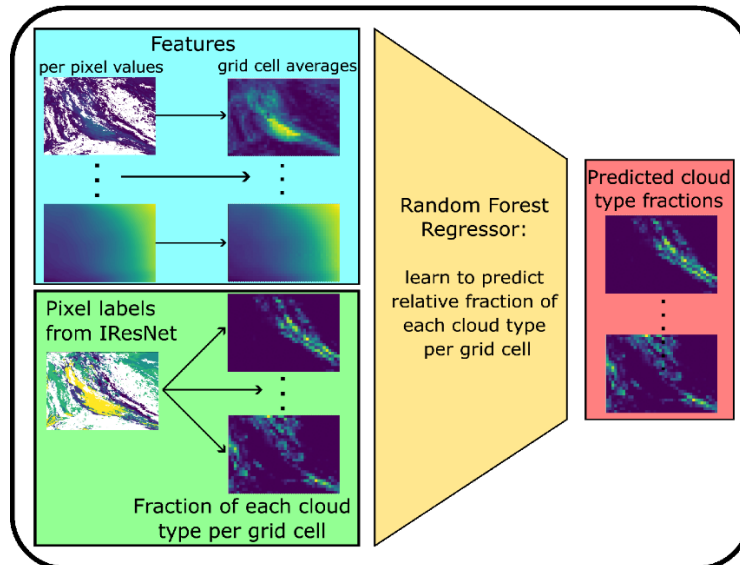 Features
per pixel values
grid cell averages
Pixel labels
from IResNet
Fraction of each cloud
type per grid cell
Random Forest
Regressor:
learn to predict
relative fraction of
each cloud type
per grid cell
Predicted cloud
type fractions